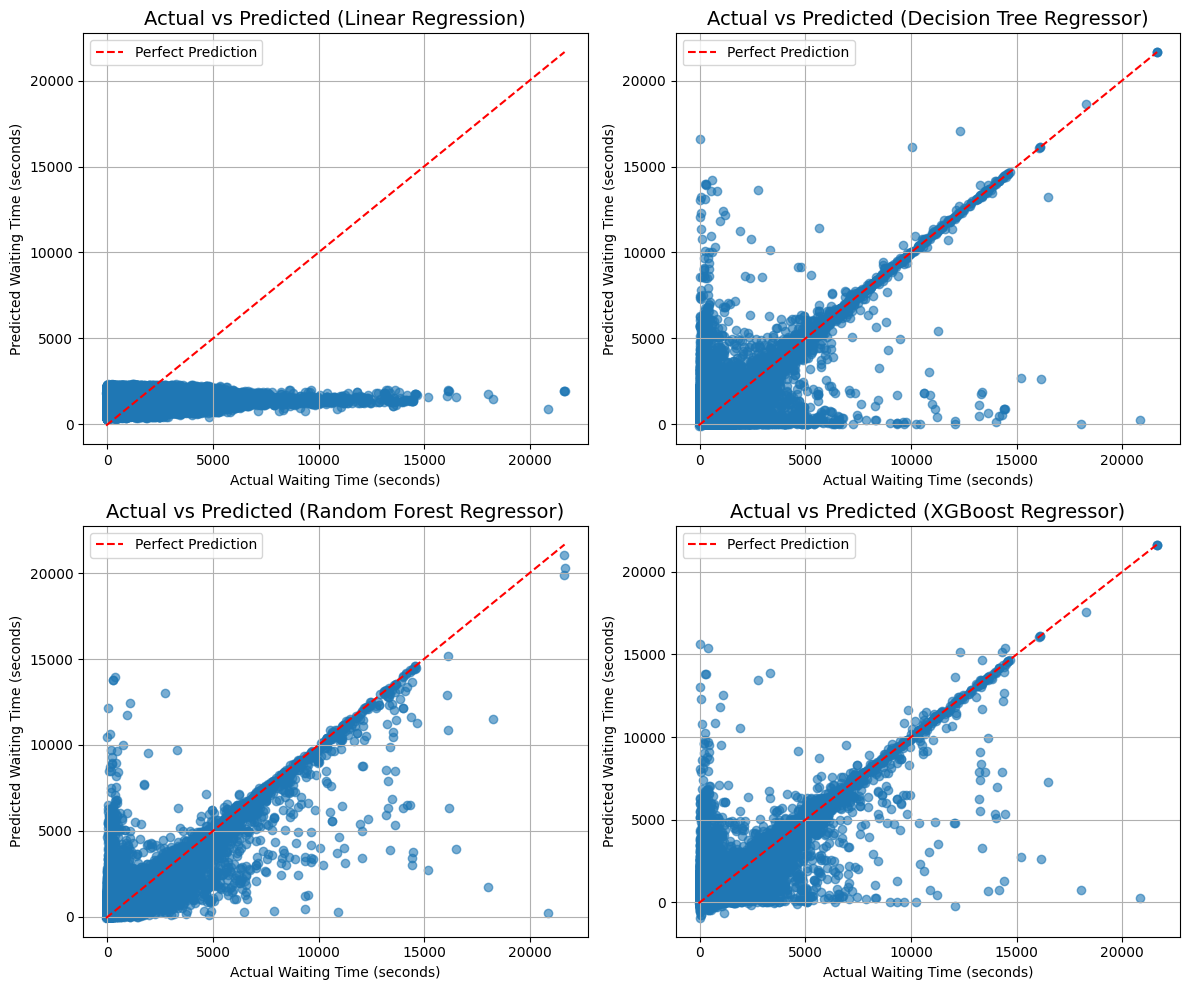 Actual vs Predicted (Linear Regression)
Perfect Prediction
20000
15000
10000
5000
0
Predicted Waiting Time (seconds)
0 5000 10000 15000 20000
Actual Waiting Time (seconds)
Actual vs Predicted (Decision Tree Regressor)
Perfect Prediction
20000
15000
10000
5000
0
Predicted Waiting Time (seconds)
0 5000 10000 15000 20000
Actual Waiting Time (seconds)
Actual vs Predicted (Random Forest Regressor)
Perfect Prediction
20000
15000
10000
5000
0
Predicted Waiting Time (seconds)
0 5000 10000 15000 20000
Actual Waiting Time (seconds)
Actual vs Predicted (XGBoost Regressor)
Perfect Prediction
20000
15000
10000
5000
0
Predicted Waiting Time (seconds)
0 5000 10000 15000 20000
Actual Waiting Time (seconds)